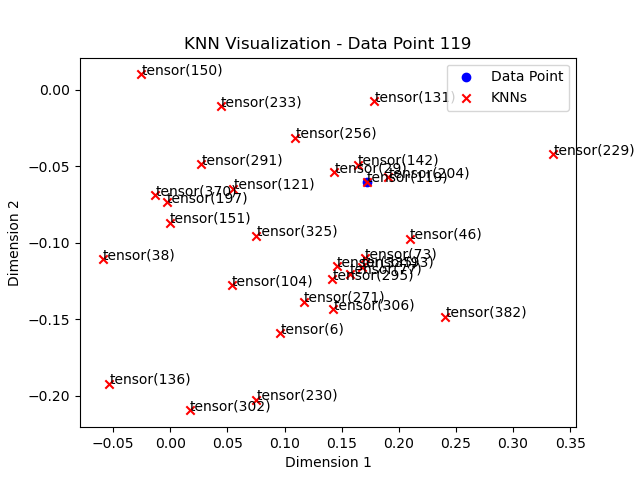 KNN Visualization - Data Point 119
Data Point
KNNs
tensor(150)
tensor(131)
tensor(233)
tensor(256)
tensor(229)
tensor(142)
tensor(291)
tensor(29)
tensor(204)
tensor(119)
tensor(121)
tensor(370)
tensor(197)
tensor(151)
tensor(325)
tensor(46)
tensor(38)
tensor(73)
tensor(77)
tensor(295)
tensor(104)
tensor(271)
tensor(306)
tensor(382)
tensor(6)
tensor(136)
tensor(230)
tensor(302)
0.00
−0.05
−0.10
−0.15
−0.20
Dimension 2
−0.05
0.00
0.05
0.10
0.15
0.20
0.25
0.30
0.35
Dimension 1